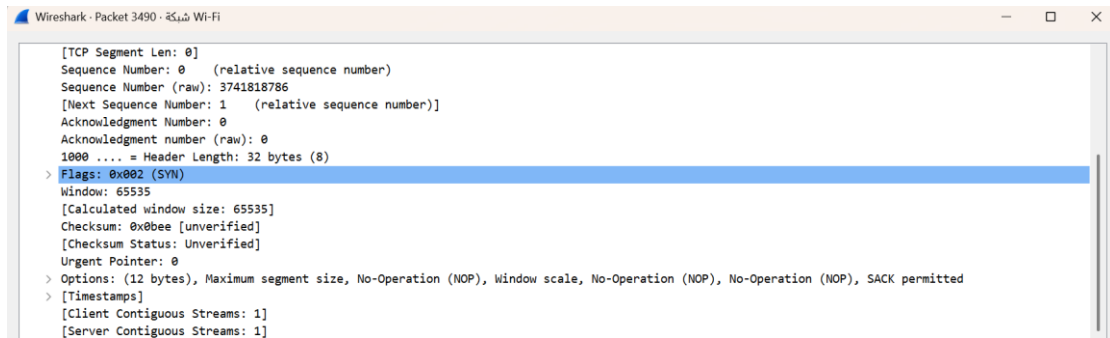 Wireshark · Packet 3490 · شبكة Wi-Fi
[TCP Segment Len: 0]
Sequence Number: 0 (relative sequence number)
Sequence Number (raw): 3741818786
[Next Sequence Number: 1 (relative sequence number)]
Acknowledgment Number: 0
Acknowledgment number (raw): 0
1000 .... = Header Length: 32 bytes (8)
Flags: 0x002 (SYN)
Window: 65535
[Calculated window size: 65535]
Checksum: 0x0bee [unverified]
[Checksum Status: Unverified]
Urgent Pointer: 0
Options: (12 bytes), Maximum segment size, No-Operation (NOP), Window scale, No-Operation (NOP), No-Operation (NOP), SACK permitted
[Timestamps]
[Client Contiguous Streams: 1]
[Server Contiguous Streams: 1]